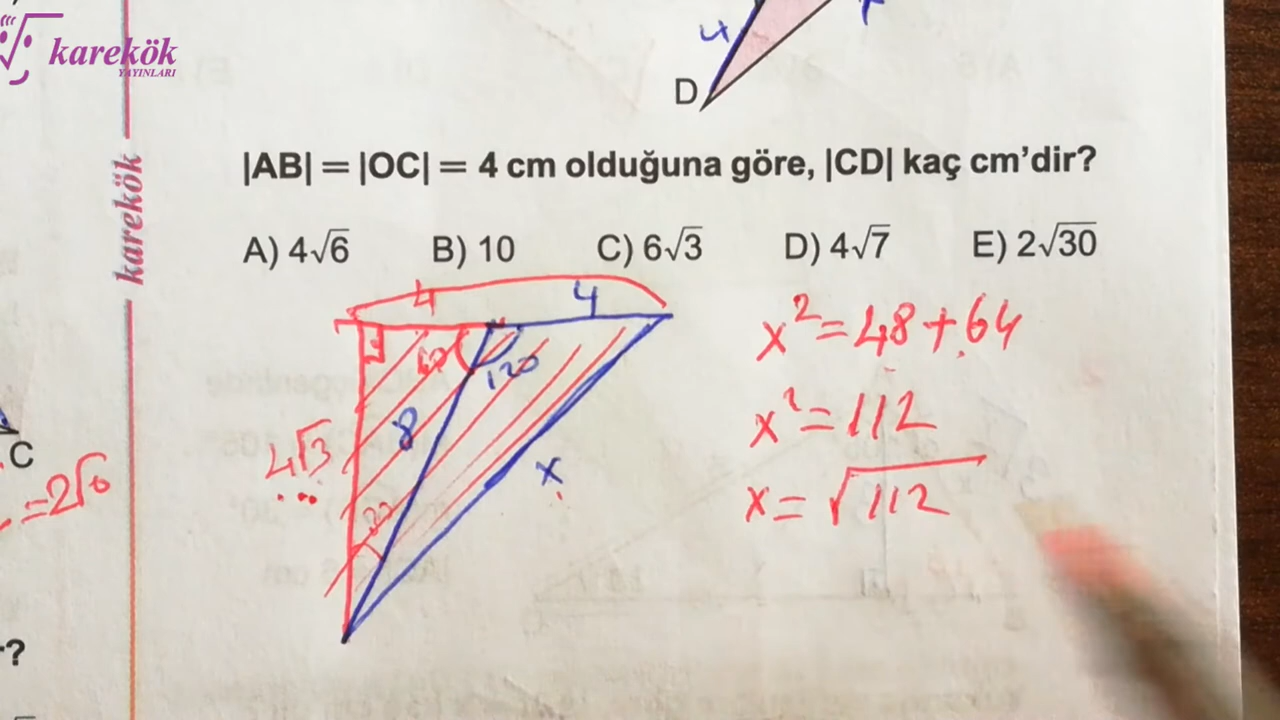 karekök
YAYINLARI
karekök
4
D
|AB| = |OC| = 4 cm olduğuna göre, |CD| kaç cm'dir?
A) 4√6 B) 10 C) 6√3 D) 4√7 E) 2√30
4 4
60 120
8
4√3
x
30
x² = 48 + 64
x² = 112
x = √112
C
= 2√6
?